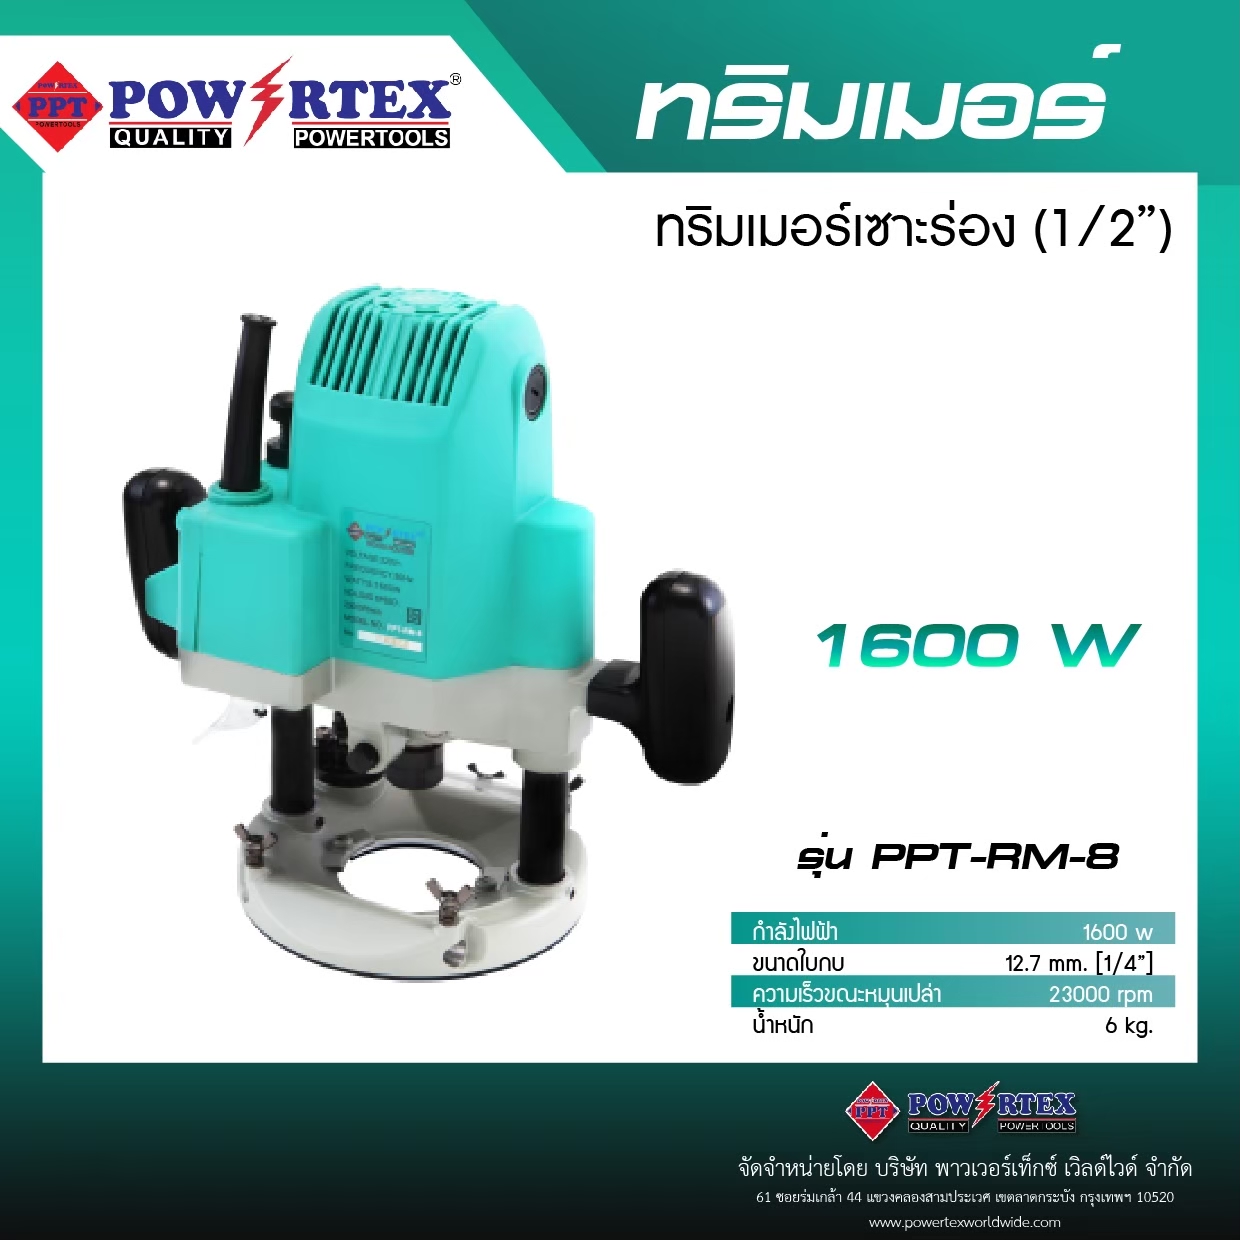 PPT
POWERTEX
POWERTOOLS
POWERTEX®
QUALITY POWERTOOLS
ทริมเมอร์
ทริมเมอร์เซาะร่อง (1/2”)
1600 W
รุ่น PPT-RM-8
กำลังไฟฟ้า 1600 w
ขนาดใบกบ 12.7 mm. [1/4”]
ความเร็วขณะหมุนเปล่า 23000 rpm
น้ำหนัก 6 kg.
PPT POWERTEX
QUALITY POWERTOOLS
จัดจำหน่ายโดย บริษัท พาวเวอร์เท็กซ์ เวิลด์ไวด์ จำกัด
61 ซอยร่มเกล้า 44 แขวงคลองสามประเวศ เขตลาดกระบัง กรุงเทพฯ 10520
www.powertexworldwide.com